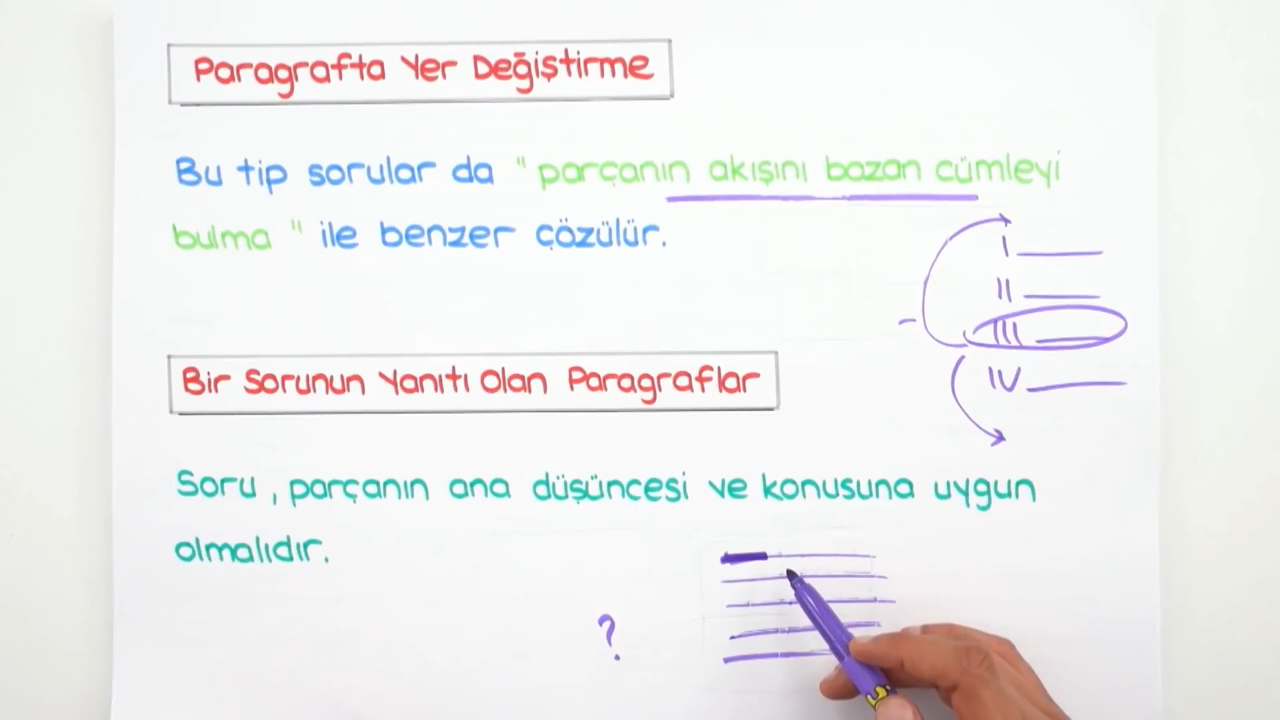 Paragrafta Yer Değiştirme
Bu tip sorular da " parçanın akışını bozan cümleyi
bulma " ile benzer çözülür.
I
II
III
IV
Bir Sorunun Yanıtı Olan Paragraflar
Soru, parçanın ana düşüncesi ve konusuna uygun
olmalıdır.
?